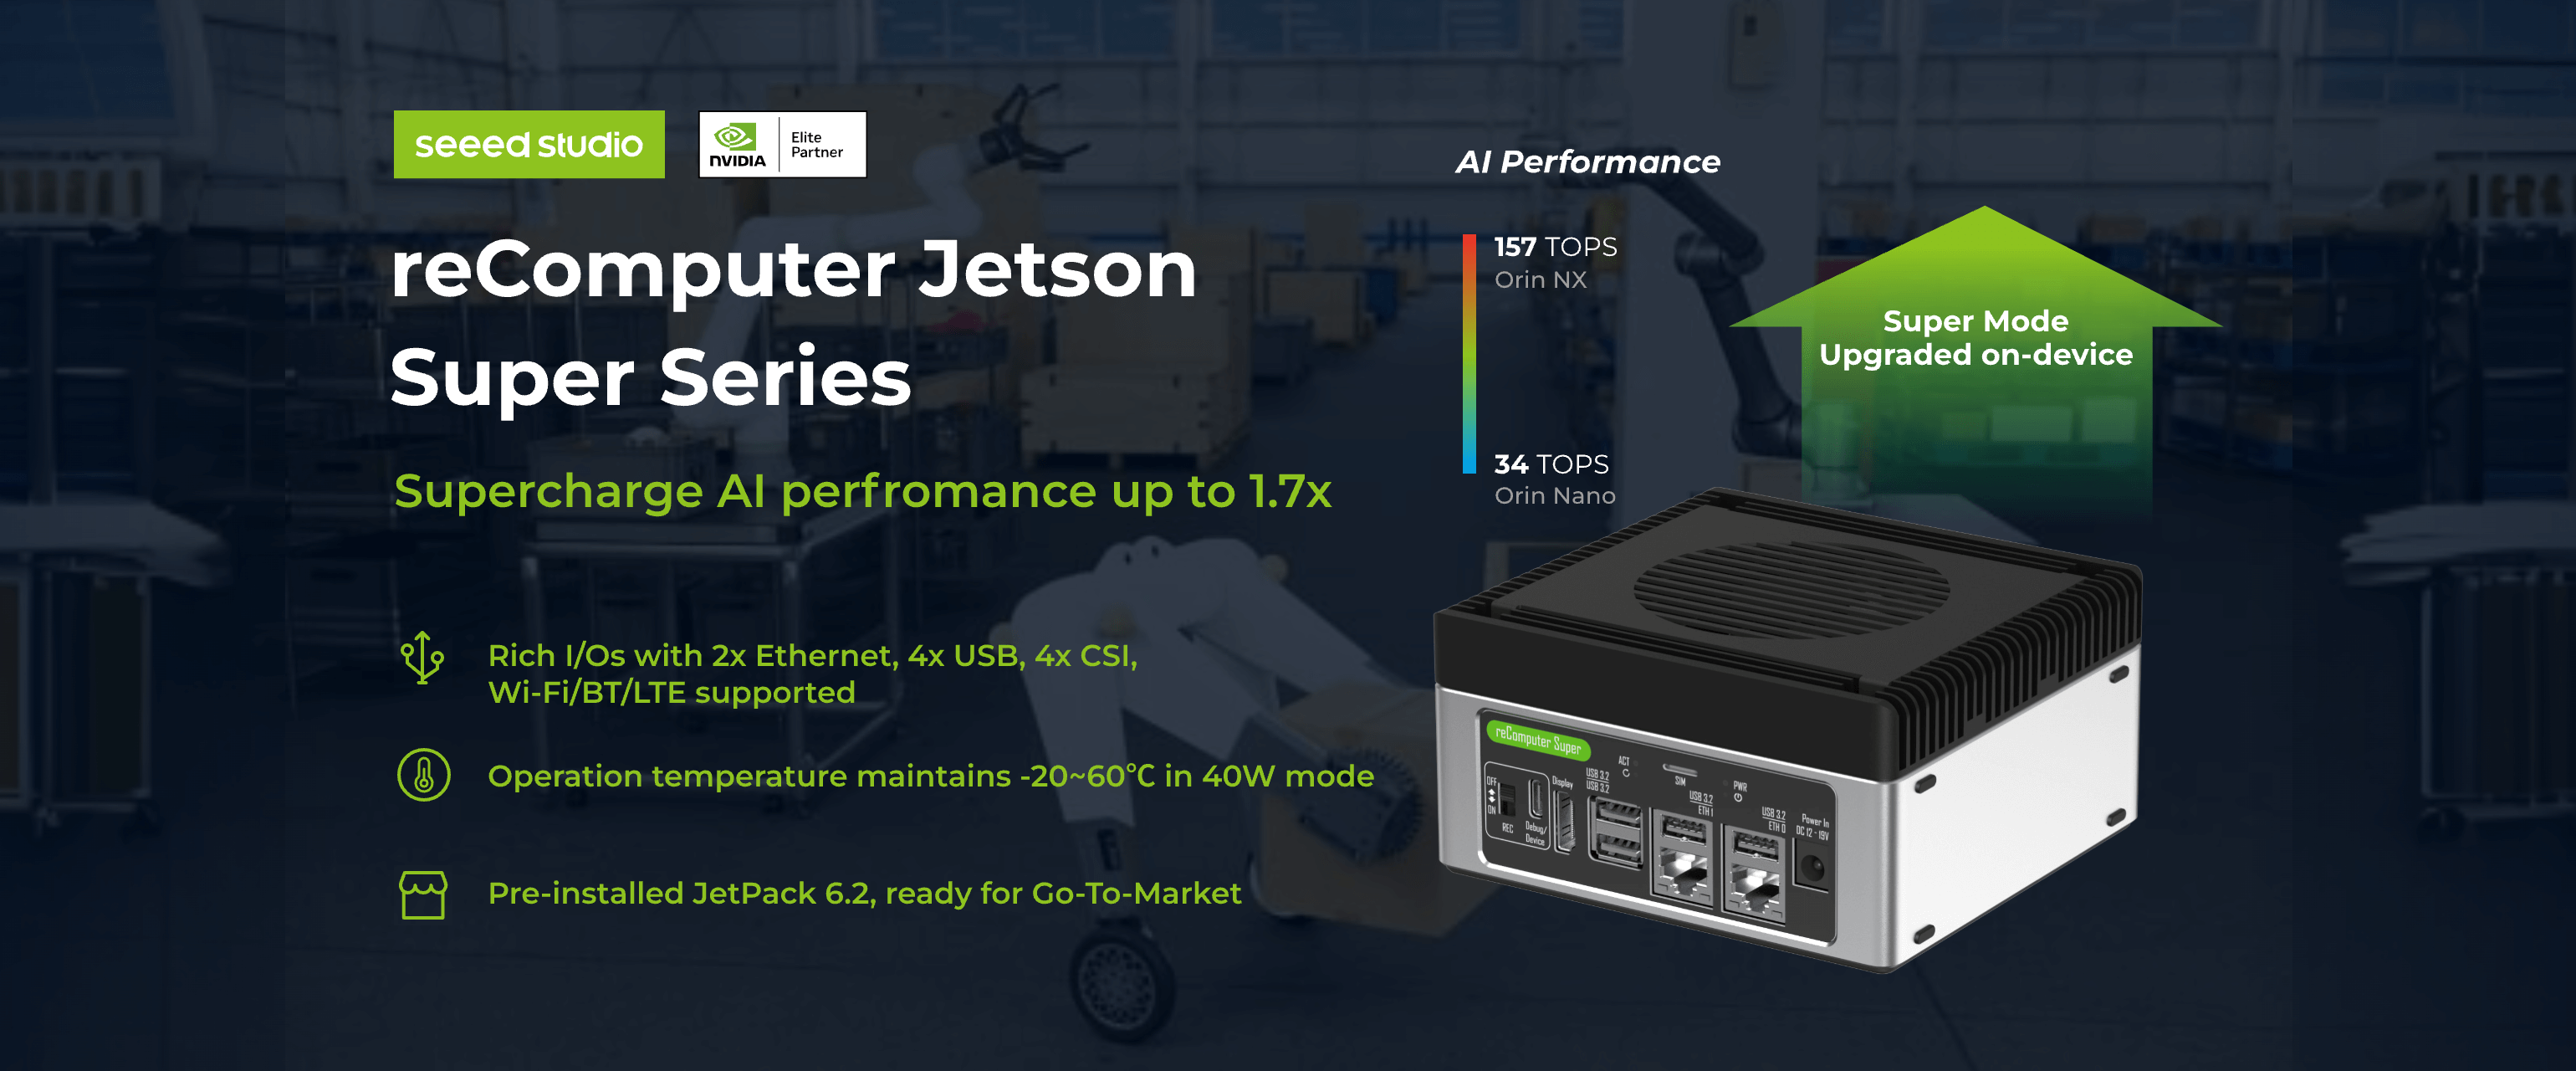 seeed studio
NVIDIA
Elite
Partner
reComputer Jetson
Super Series
Supercharge AI perfromance up to 1.7x
Rich I/Os with 2x Ethernet, 4x USB, 4x CSI,
Wi-Fi/BT/LTE supported
Operation temperature maintains -20~60℃ in 40W mode
Pre-installed JetPack 6.2, ready for Go-To-Market
AI Performance
157 TOPS
Orin NX
34 TOPS
Orin Nano
Super Mode
Upgraded on-device
reComputer Super
OFF
ON
REC
Debug/
Device
Display
USB 3.2
USB 3.2
ACT
SIM
USB 3.2
ETH 1
PWR
USB 3.2
ETH 0
Power In
DC 12 - 19V